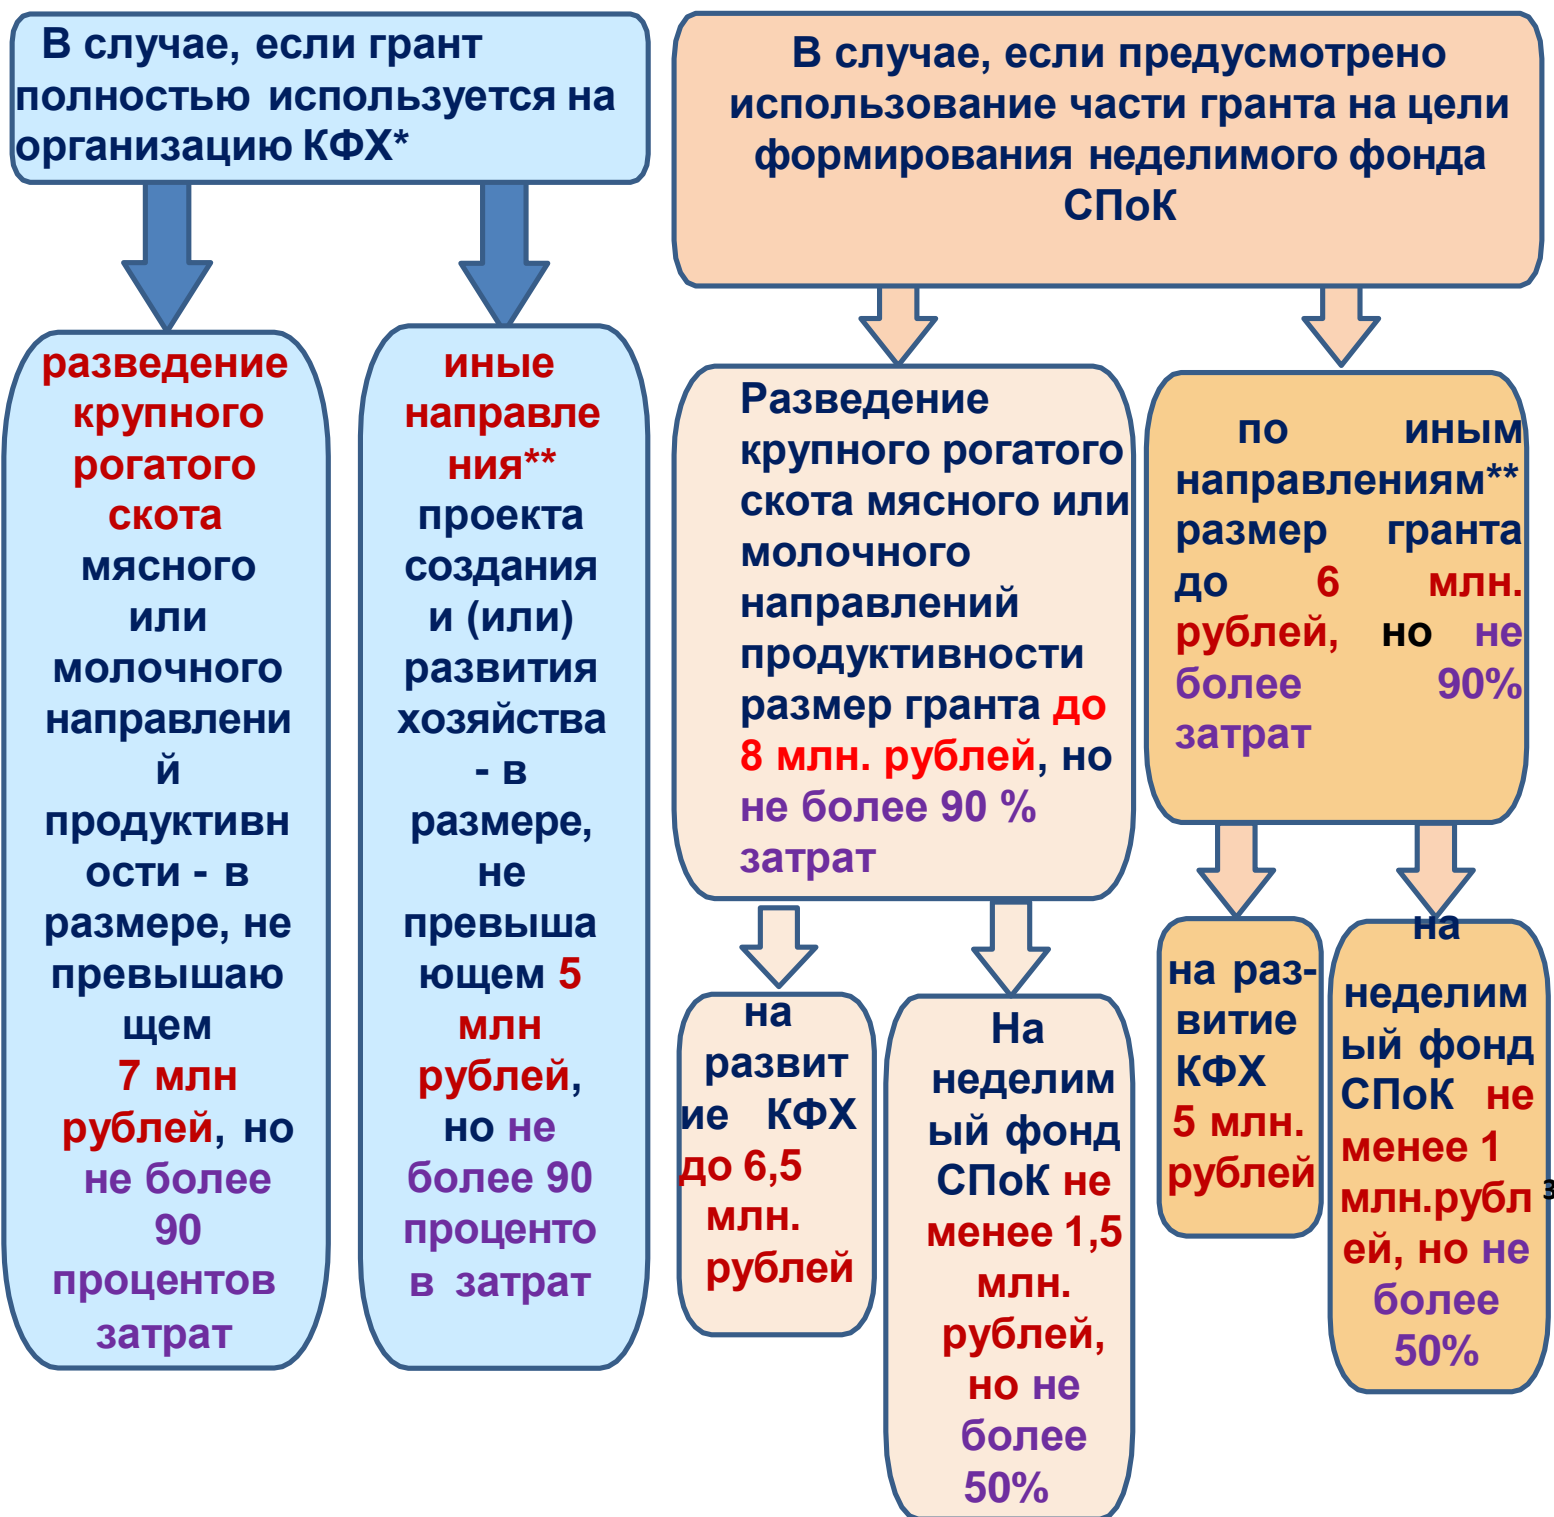 В случае, если грант
полностью используется на
организацию КФХ*
В случае, если предусмотрено
использование части гранта на цели
формирования неделимого фонда
СПоК
разведение
крупного
рогатого
скота
мясного
или
молочного
направлени
й
продуктивн
ости - в
размере, не
превышаю
щем
7 млн
рублей, но
не более
90
процентов
затрат
иные
направле
ния**
проекта
создания
и (или)
развития
хозяйства
- в
размере,
не
превыша
ющем 5
млн
рублей,
но не
более 90
проценто
в затрат
Разведение
крупного рогатого
скота мясного или
молочного
направлений
продуктивности
размер гранта до
8 млн. рублей, но
не более 90 %
затрат
по иным
направлениям**
размер гранта
до 6 млн.
рублей, но не
более 90%
затрат
на
развит
ие КФХ
до 6,5
млн.
рублей
На
неделим
ый фонд
СПоК не
менее 1,5
млн.
рублей,
но не
более
50%
на раз-
витие
КФХ
5 млн.
рублей
на
неделим
ый фонд
СПоК не
менее 1
млн.рубл
ей, но не
более
50%